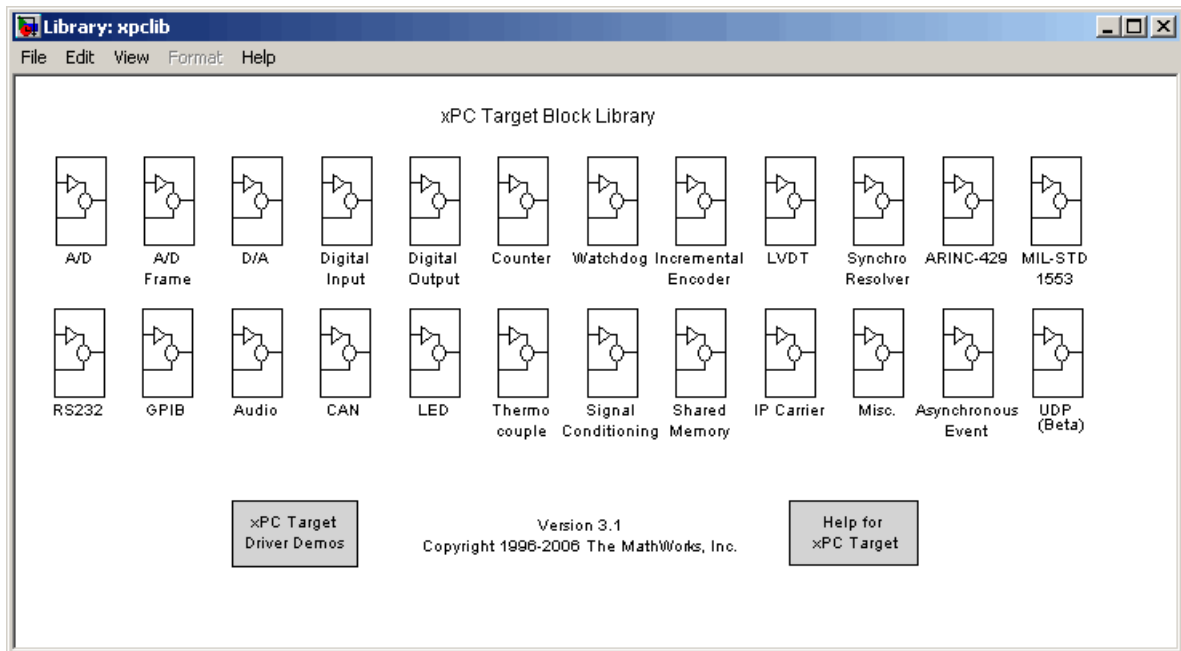 Library: xpclib
File Edit View Format Help
xPC Target Block Library
A/D A/D D/A Digital Digital Counter Watchdog Incremental LVDT Synchro ARINC-429 MIL-STD
Frame Input Output Encoder Resolver 1553
RS232 GPIB Audio CAN LED Thermo Signal Shared IP Carrier Misc. Asynchronous UDP
couple Conditioning Memory Event (Beta)
xPC Target Version 3.1 Help for
Driver Demos Copyright 1996-2006 The MathWorks, Inc. xPC Target